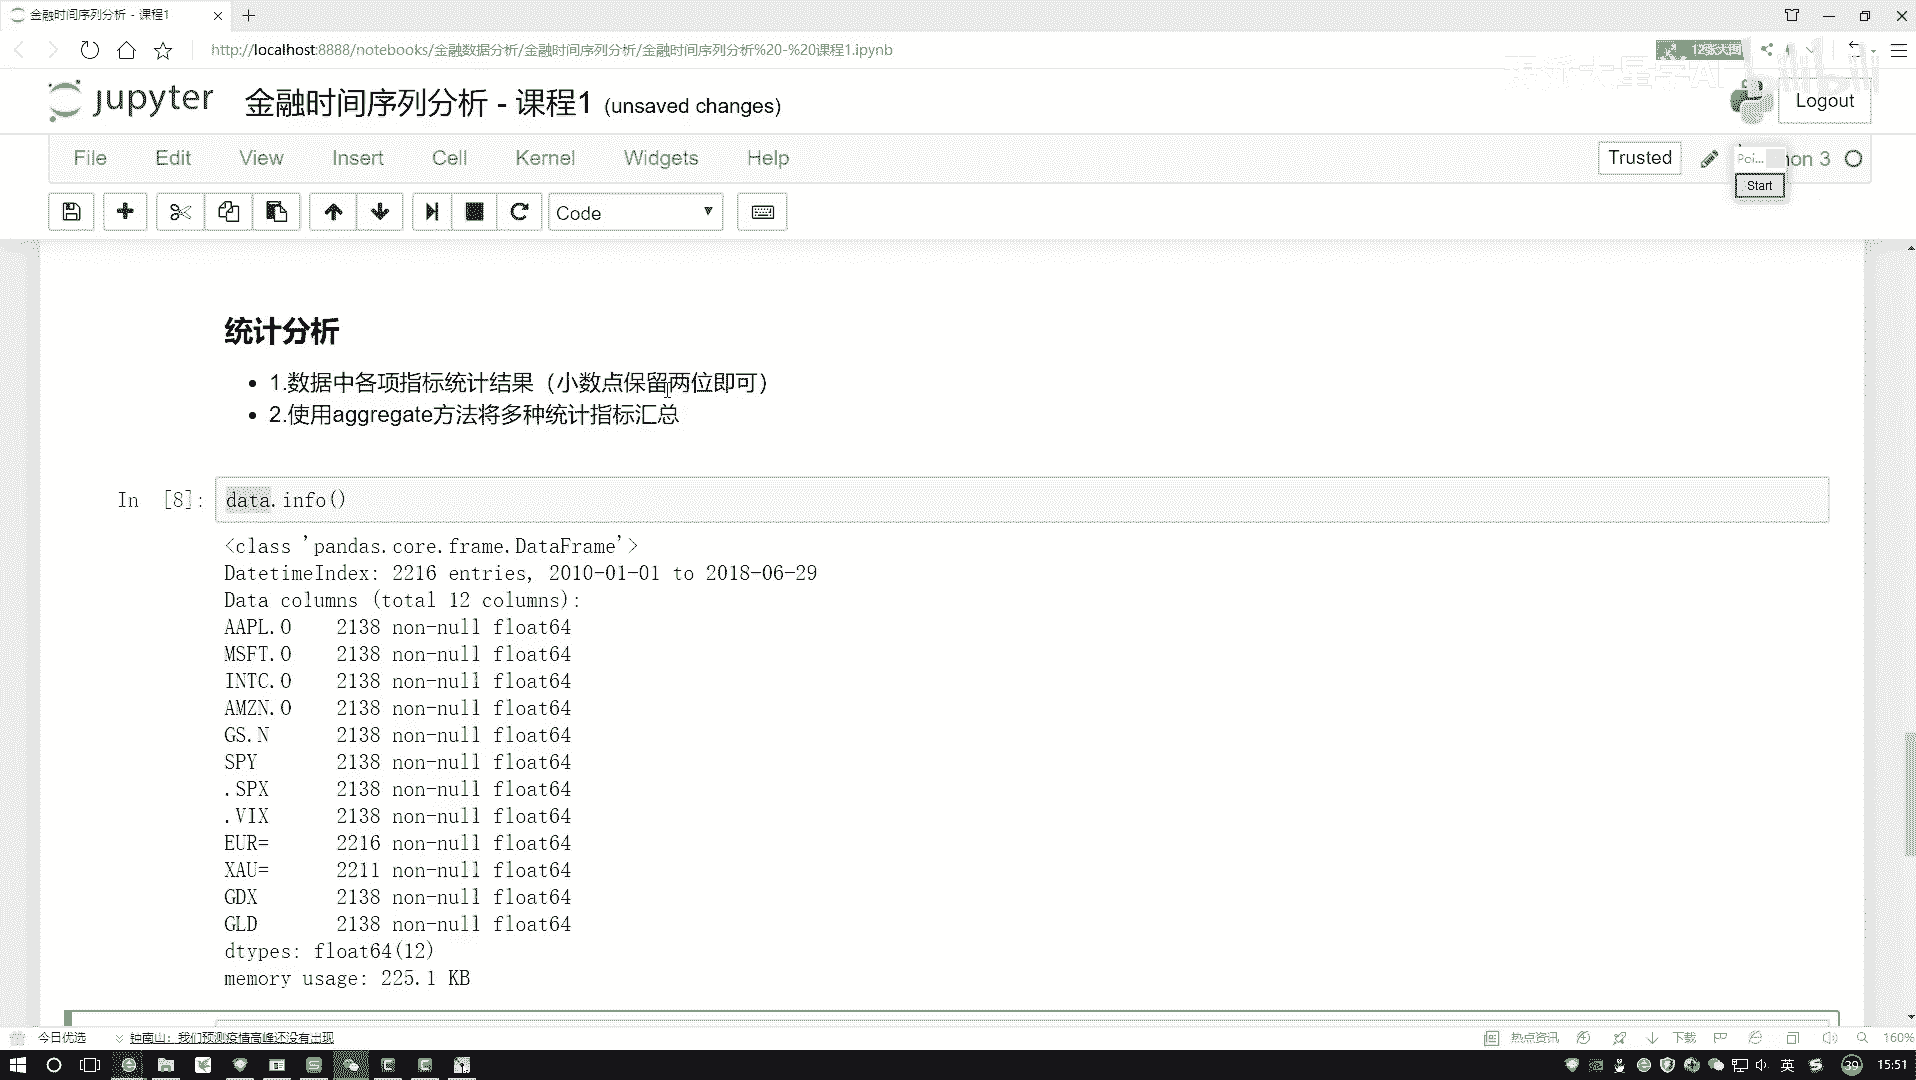 金融时间序列分析 - 课程1
http://localhost:8888/notebooks/金融数据分析/金融时间序列分析/金融时间序列分析%20-%20课程1.ipynb
jupyter 金融时间序列分析 - 课程1 (unsaved changes)
bilibili
Logout
File Edit View Insert Cell Kernel Widgets Help
Trusted
Poi...
hon 3
Start
Code
统计分析
1.数据中各项指标统计结果（小数点保留两位即可）
2.使用aggregate方法将多种统计指标汇总
In [8]: data.info()
<class 'pandas.core.frame.DataFrame'>
DatetimeIndex: 2216 entries, 2010-01-01 to 2018-06-29
Data columns (total 12 columns):
AAPL.O 2138 non-null float64
MSFT.O 2138 non-null float64
INTC.O 2138 non-null float64
AMZN.O 2138 non-null float64
GS.N 2138 non-null float64
SPY 2138 non-null float64
.SPX 2138 non-null float64
.VIX 2138 non-null float64
EUR= 2216 non-null float64
XAU= 2211 non-null float64
GDX 2138 non-null float64
GLD 2138 non-null float64
dtypes: float64(12)
memory usage: 225.1 KB
今日优选 钟南山：我们预测疫情高峰还没有出现
热点资讯 下载 160%
英 39 15:51